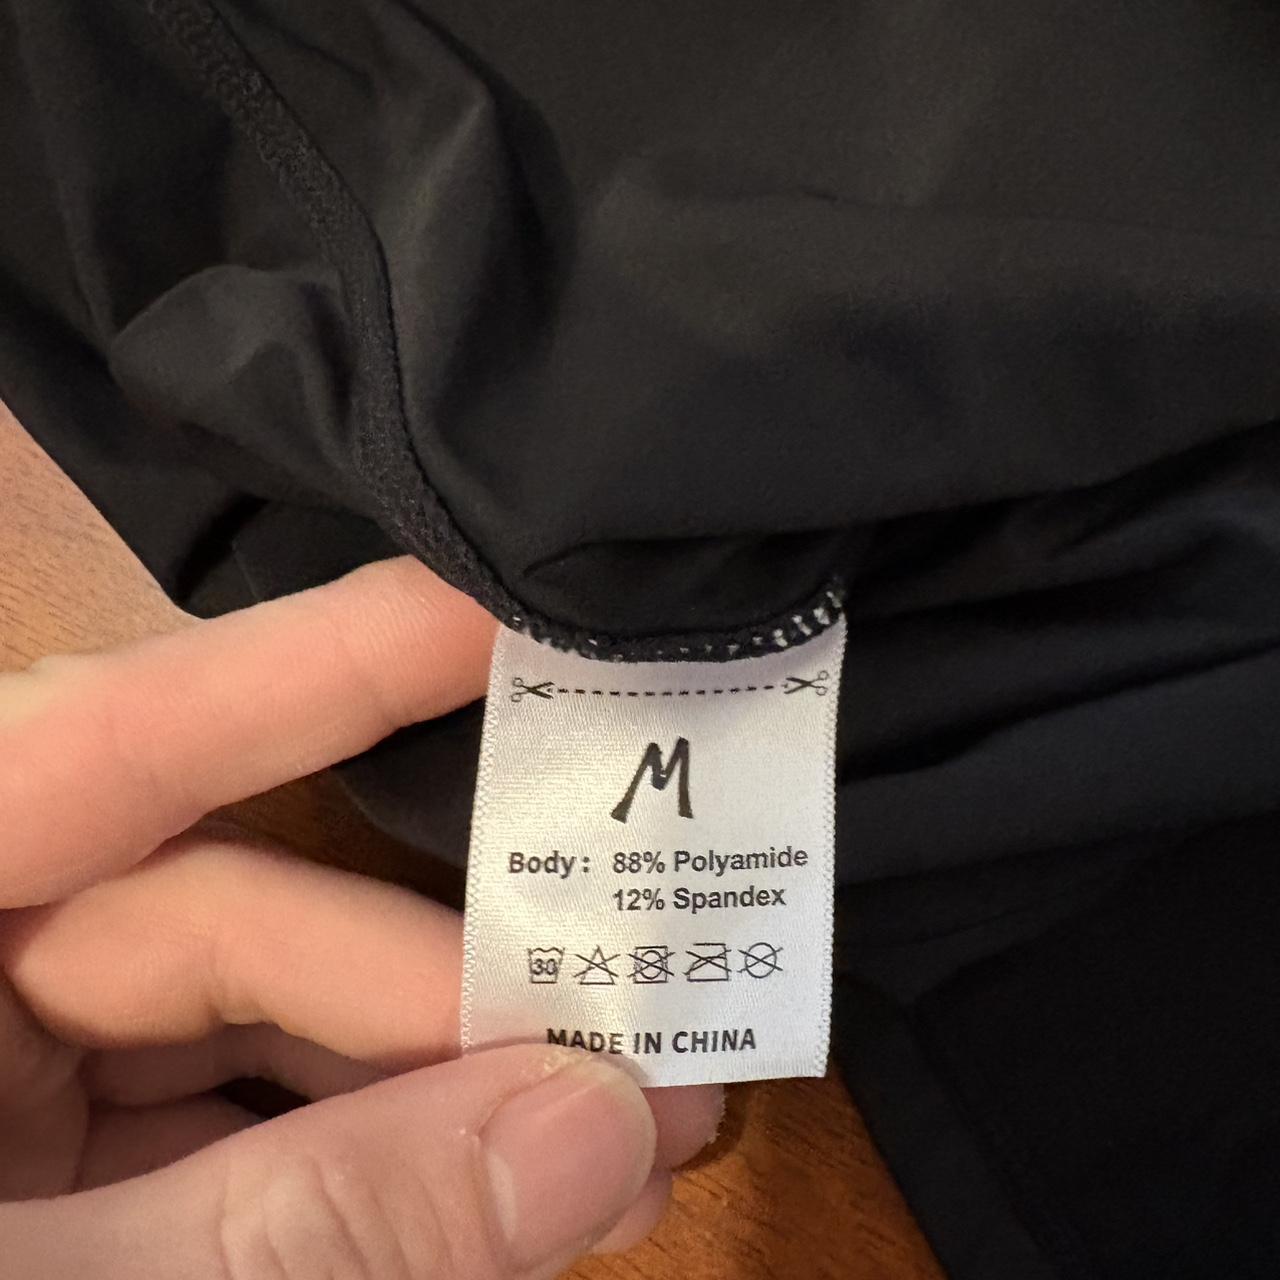 M
Body: 88% Polyamide
12% Spandex
30
MADE IN CHINA